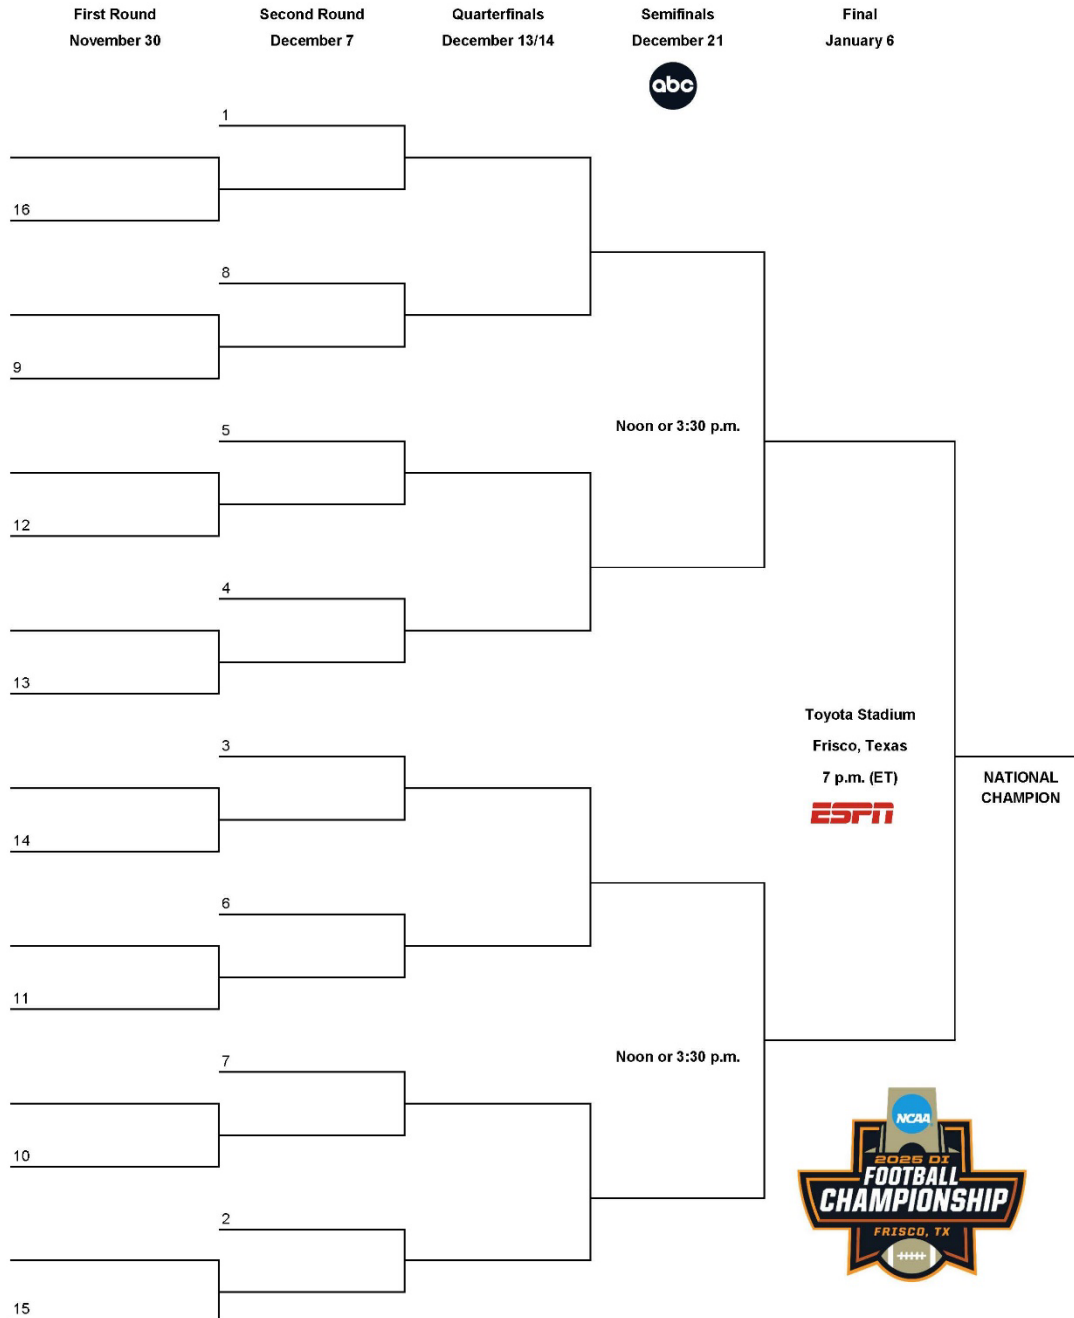 First Round
November 30
Second Round
December 7
Quarterfinals
December 13/14
Semifinals
December 21
Final
January 6
abc
1
16
8
9
5
Noon or 3:30 p.m.
12
4
13
Toyota Stadium
Frisco, Texas
7 p.m. (ET)
ESPN
NATIONAL
CHAMPION
3
14
6
11
7
Noon or 3:30 p.m.
10
2
15
NCAA
2025 DI
FOOTBALL
CHAMPIONSHIP
FRISCO, TX